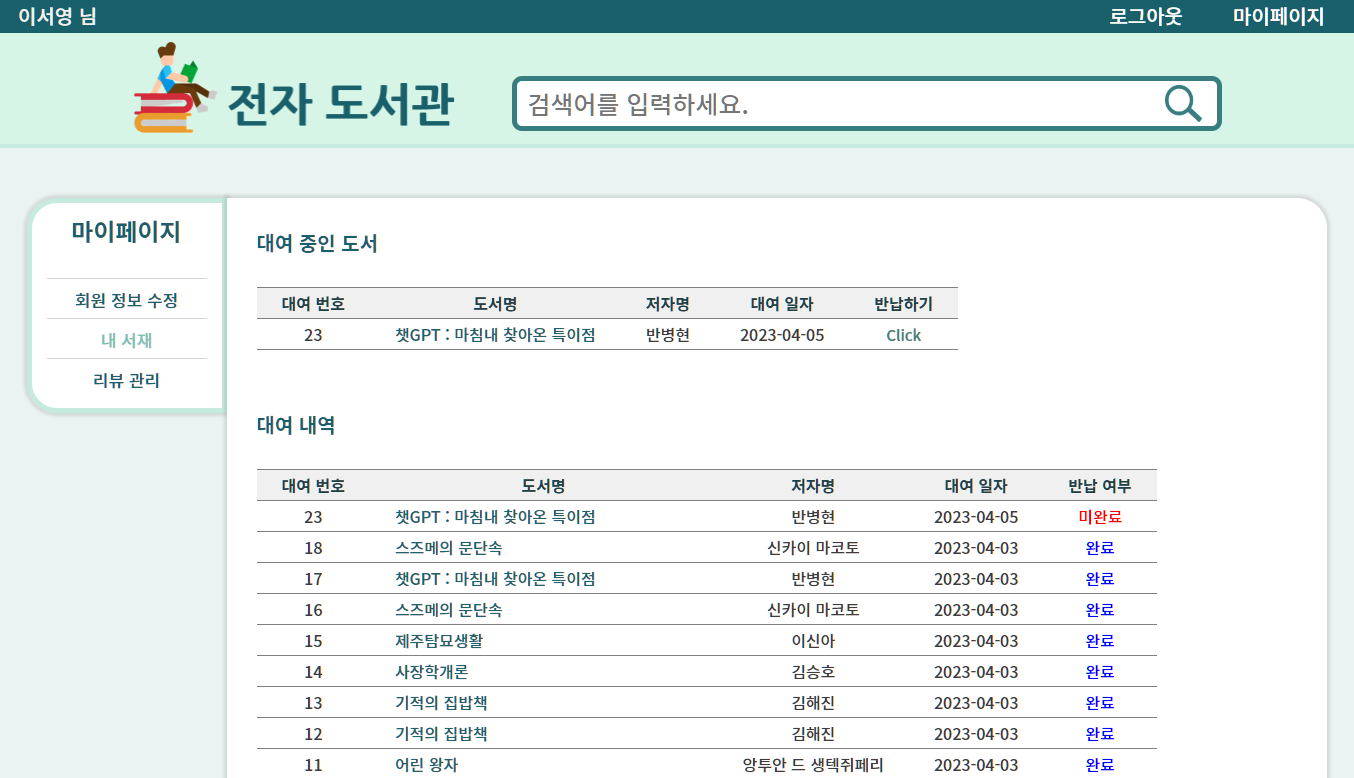 이서영 님 로그아웃 마이페이지
전자 도서관 검색어를 입력하세요.
마이페이지
회원 정보 수정
내 서재
리뷰 관리
대여 중인 도서
대여 번호 도서명 저자명 대여 일자 반납하기
23 챗GPT : 마침내 찾아온 특이점 반병현 2023-04-05 Click
대여 내역
대여 번호 도서명 저자명 대여 일자 반납 여부
23 챗GPT : 마침내 찾아온 특이점 반병현 2023-04-05 미완료
18 스즈메의 문단속 신카이 마코토 2023-04-03 완료
17 챗GPT : 마침내 찾아온 특이점 반병현 2023-04-03 완료
16 스즈메의 문단속 신카이 마코토 2023-04-03 완료
15 제주탐묘생활 이신아 2023-04-03 완료
14 사장학개론 김승호 2023-04-03 완료
13 기적의 집밥책 김해진 2023-04-03 완료
12 기적의 집밥책 김해진 2023-04-03 완료
11 어린 왕자 앙투안 드 생텍쥐페리 2023-04-03 완료